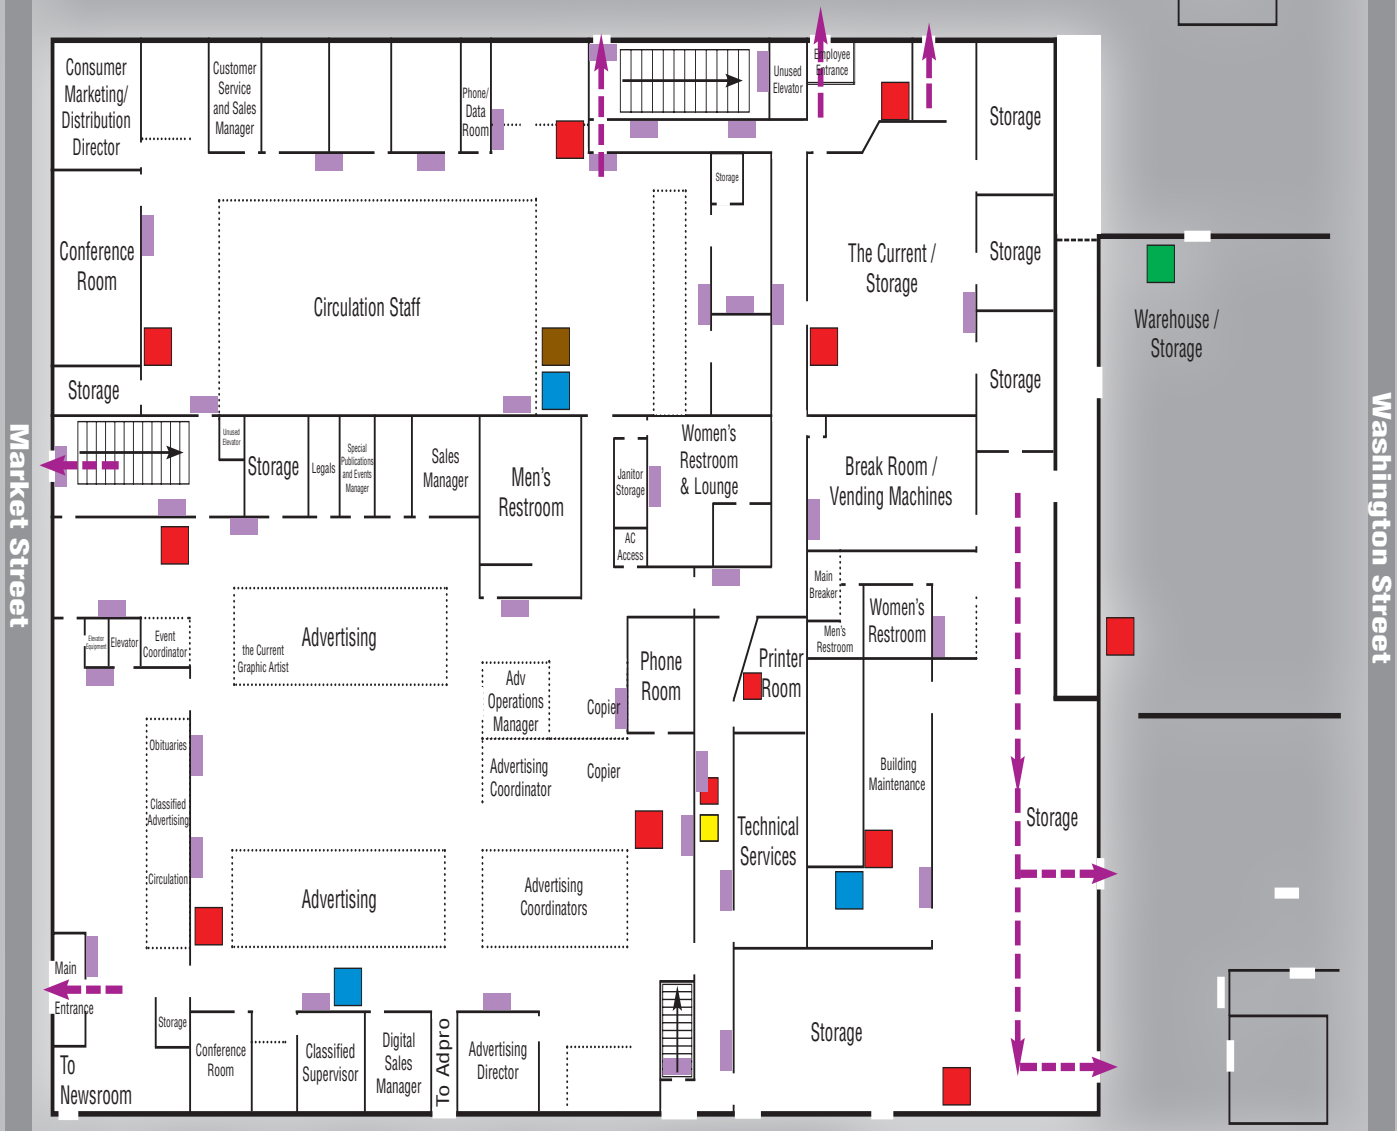 Consumer
Marketing/
Distribution
Director
Customer
Service
and Sales
Manager
Phone/
Data
Room
Unused
Elevator
Employee
Entrance
Storage
Storage
Conference
Room
Circulation Staff
The Current /
Storage
Storage
Warehouse /
Storage
Storage
Storage
Unused
Elevator
Storage
Legals
Special
Publications
and Events
Manager
Sales
Manager
Men's
Restroom
Janitor
Storage
AC
Access
Women's
Restroom
& Lounge
Break Room /
Vending Machines
Market Street
Washington Street
Elevator
Equipment
Elevator
Event
Coordinator
Advertising
the Current
Graphic Artist
Adv
Operations
Manager
Copier
Phone
Room
Printer
Room
Main
Breaker
Men's
Restroom
Women's
Restroom
Obituaries
Classified
Advertising
Circulation
Advertising
Coordinator
Copier
Technical
Services
Building
Maintenance
Storage
Advertising
Advertising
Coordinators
Main
Entrance
Storage
To
Newsroom
Conference
Room
Classified
Supervisor
Digital
Sales
Manager
To Adpro
Advertising
Director
Storage